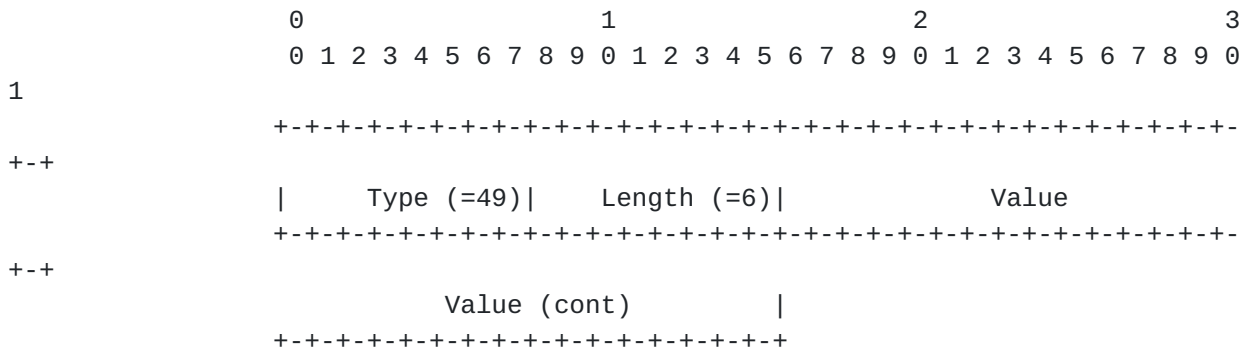 0                   1                   2                   3
0 1 2 3 4 5 6 7 8 9 0 1 2 3 4 5 6 7 8 9 0 1 2 3 4 5 6 7 8 9 0
1
+-+-+-+-+-+-+-+-+-+-+-+-+-+-+-+-+-+-+-+-+-+-+-+-+-+-+-+-+-+-+-
+-+
|     Type (=49)|    Length (=6)|             Value
+-+-+-+-+-+-+-+-+-+-+-+-+-+-+-+-+-+-+-+-+-+-+-+-+-+-+-+-+-+-+-
+-+
Value (cont)         |
+-+-+-+-+-+-+-+-+-+-+-+-+-+-+-+-+